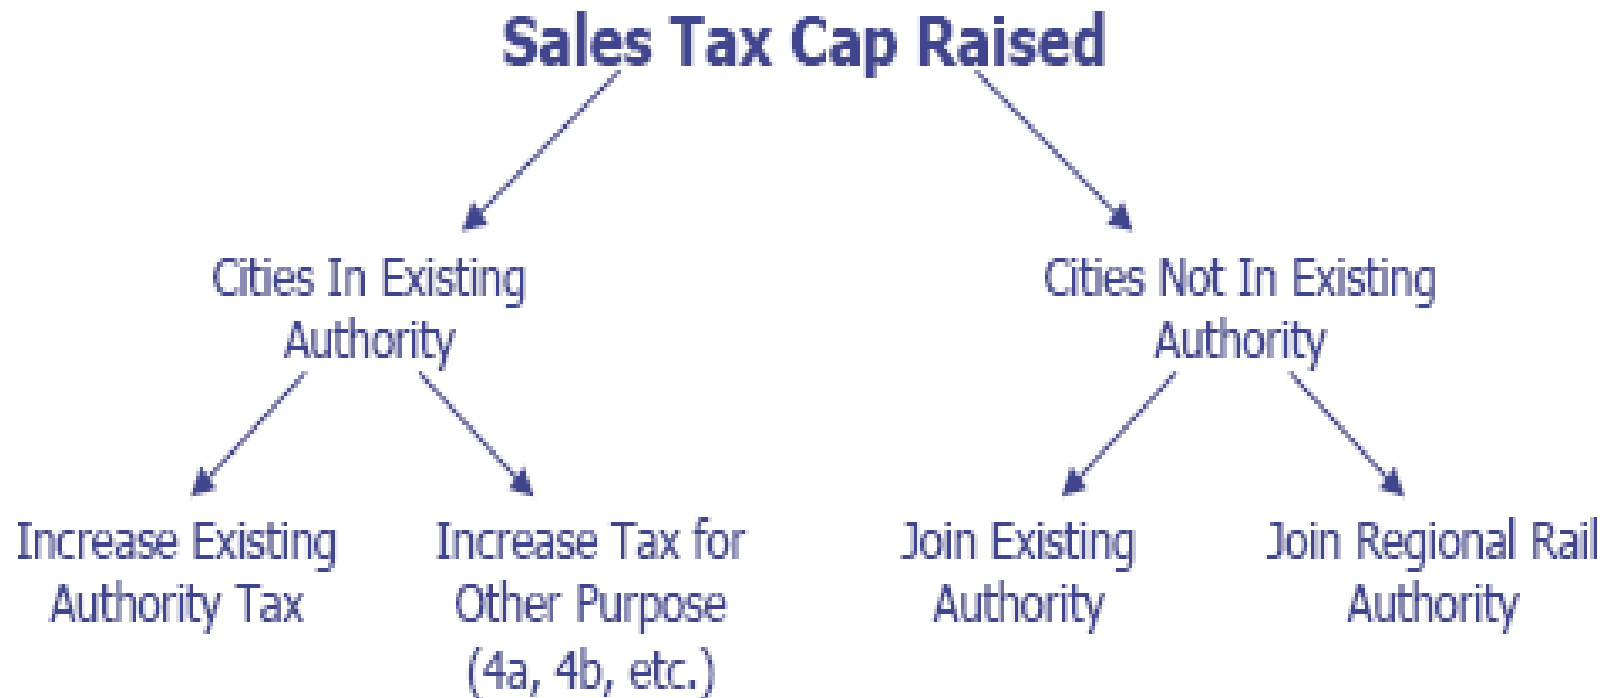 Sales Tax Cap Raised
Cities In Existing
Authority
Cities Not In Existing
Authority
Increase Existing
Authority Tax
Increase Tax for
Other Purpose
(4a, 4b, etc.)
Join Existing
Authority
Join Regional Rail
Authority